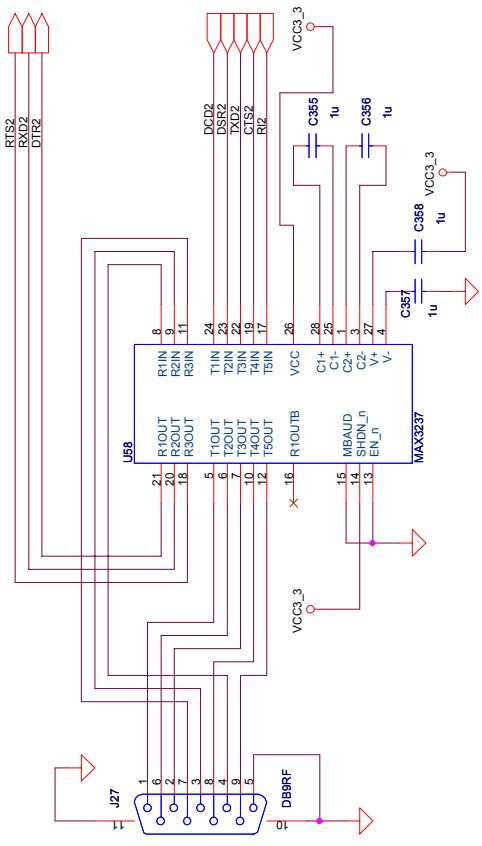 RTS2
RXD2
DTR2
DCD2
DSR2
TXD2
CTS2
RI2
VCC3_3
C355
1u
C356
1u
VCC3_3
C358
1u
C357
1u
8
9
11
24
23
22
19
17
26
28
25
1
3
27
4
R1IN
R2IN
R3IN
T1IN
T2IN
T3IN
T4IN
T5IN
VCC
C1+
C1-
C2+
C2-
V+
V-
U58
R1OUT
R2OUT
R3OUT
T1OUT
T2OUT
T3OUT
T4OUT
T5OUT
R1OUTB
MBAUD
SHDN_n
EN_n
MAX3237
21
20
18
5
6
7
10
12
16
15
14
13
VCC3_3
J27
1
6
2
7
3
8
4
9
5
DB9RF
11
10